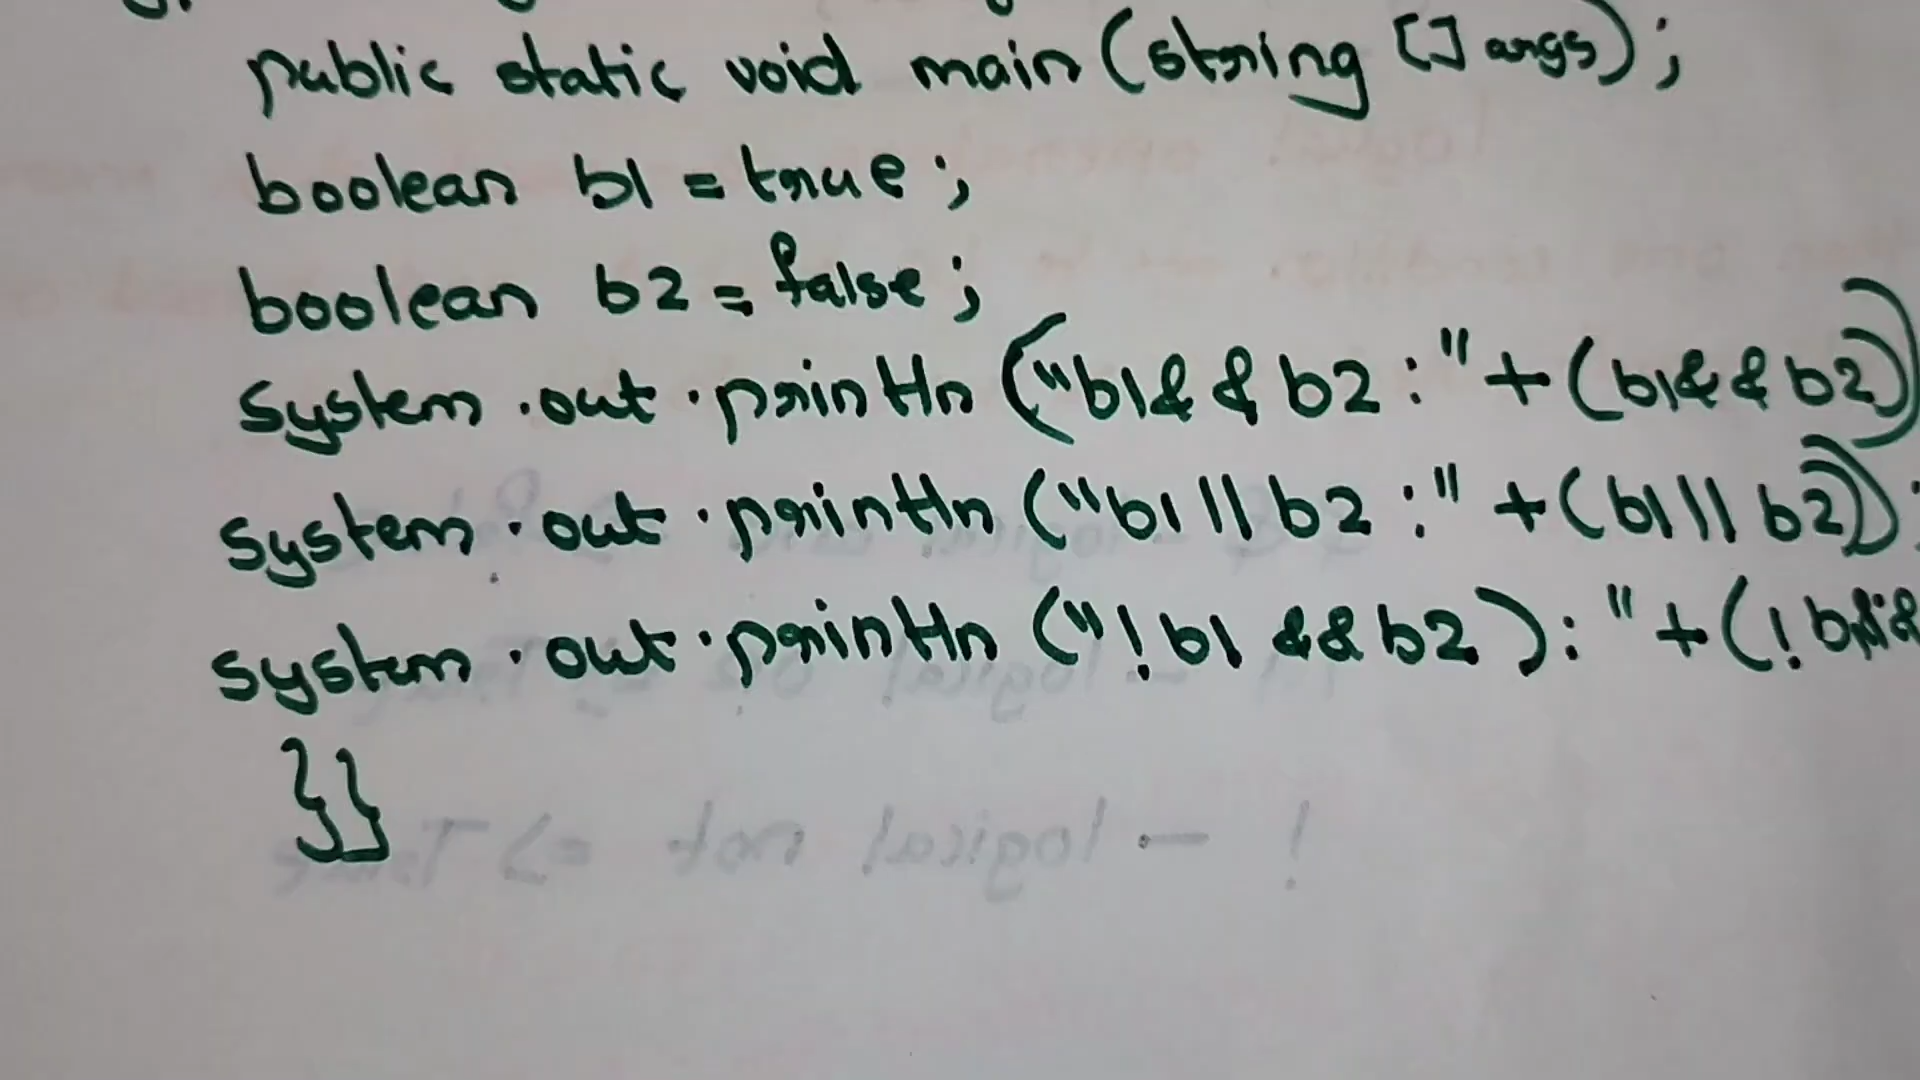 public static void main (string [] args);
boolean b1 = true;
boolean b2 = false;
system.out.println ("b1&&b2:"+(b1&&b2))
system.out.println ("b1||b2:"+(b1||b2));
system.out.println ("!b1 &&b2):"+(!b1
}}